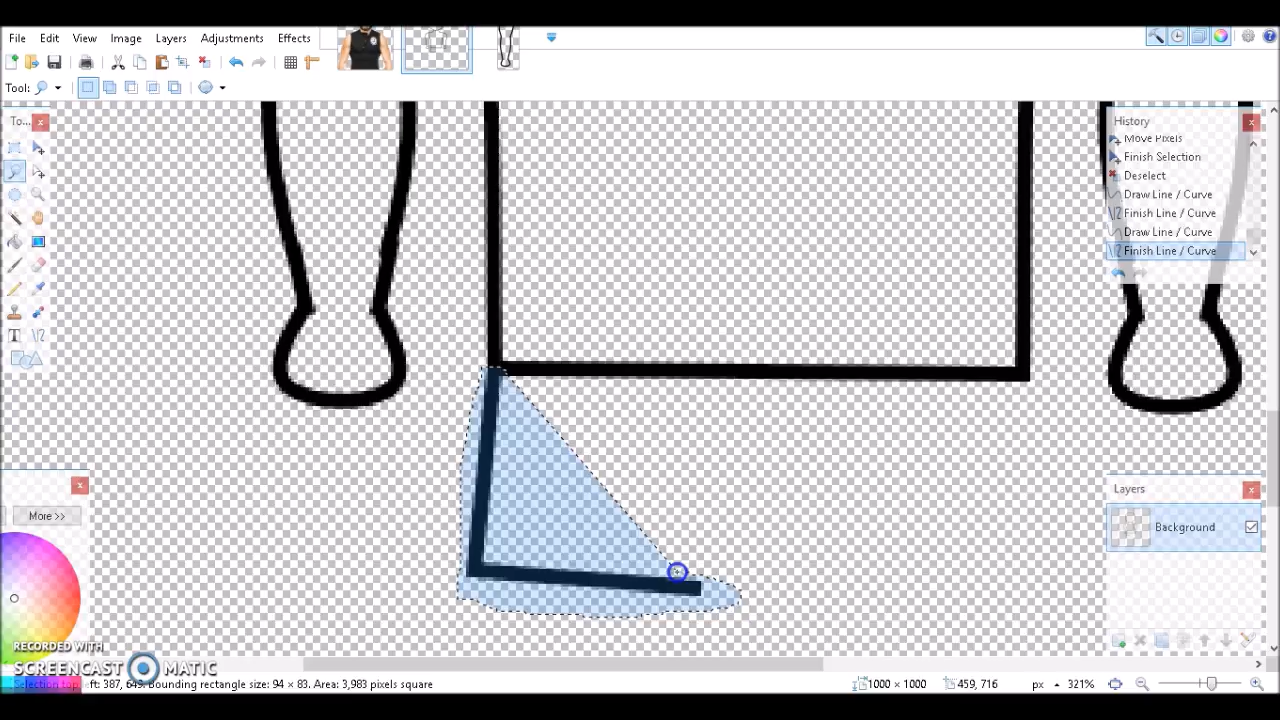 File Edit View Image Layers Adjustments Effects
Tool:
To...
History
Move Pixels
Finish Selection
Deselect
Draw Line / Curve
Finish Line / Curve
Draw Line / Curve
Finish Line / Curve
More >>
Layers
Background
RECORDED WITH
SCREENCAST MATIC
Selection top ft: 387, 649. Bounding rectangle size: 94 × 83. Area: 3,983 pixels square 1000 × 1000 459, 716 px 321%